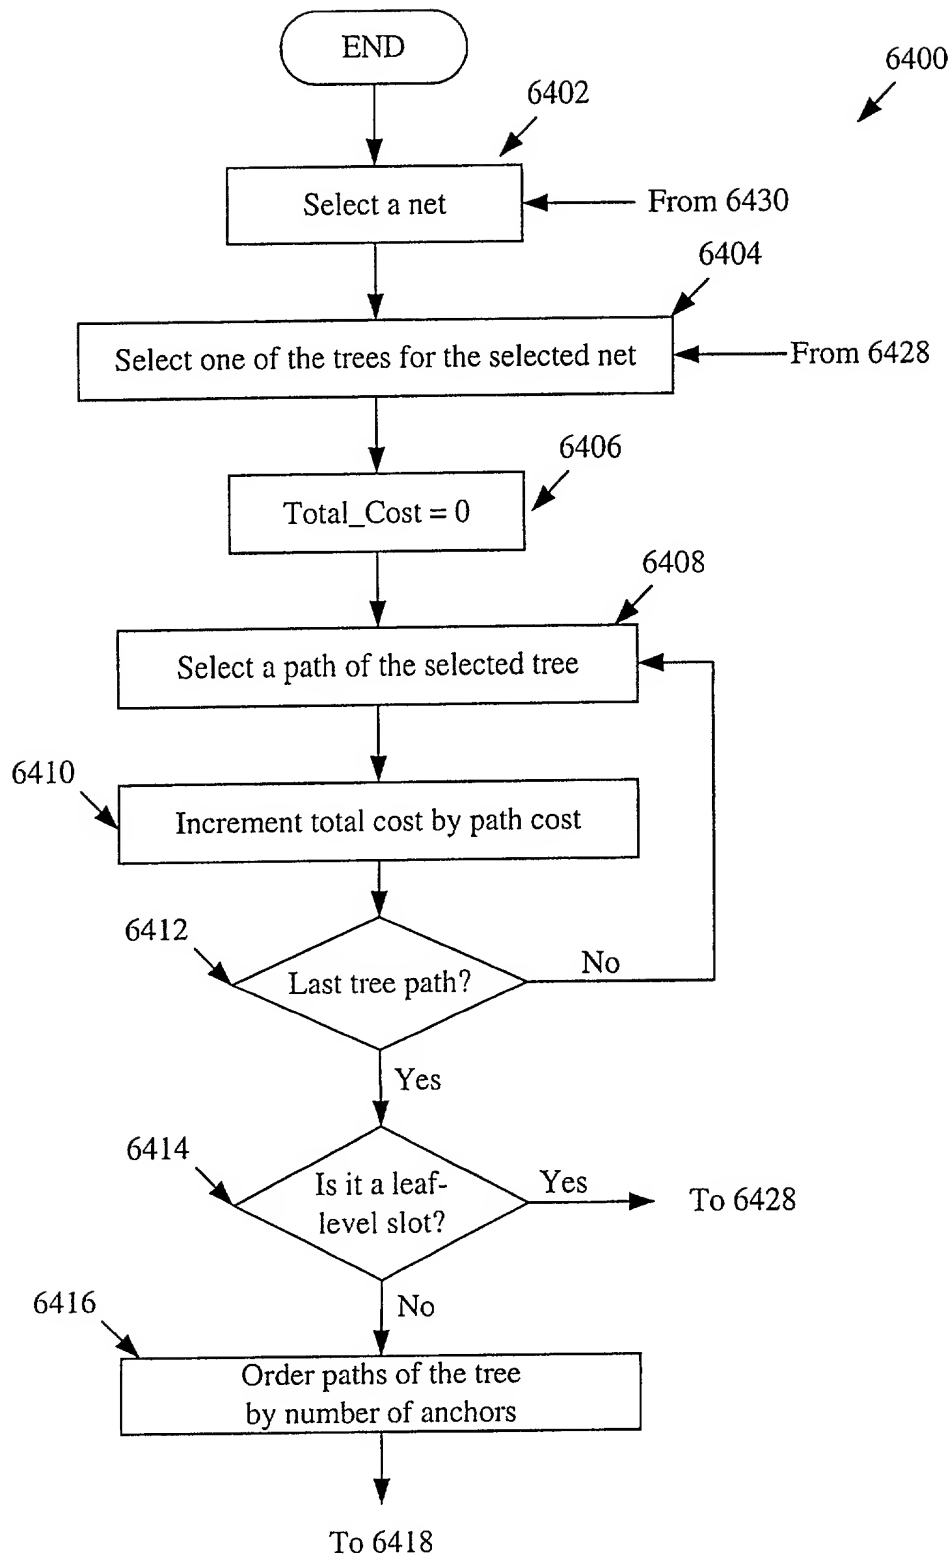 END
6400
6402
Select a net
From 6430
6404
Select one of the trees for the selected net
From 6428
6406
Total_Cost = 0
6408
Select a path of the selected tree
6410
Increment total cost by path cost
6412
Last tree path?
No
Yes
6414
Is it a leaf-
level slot?
Yes
To 6428
No
6416
Order paths of the tree
by number of anchors
To 6418